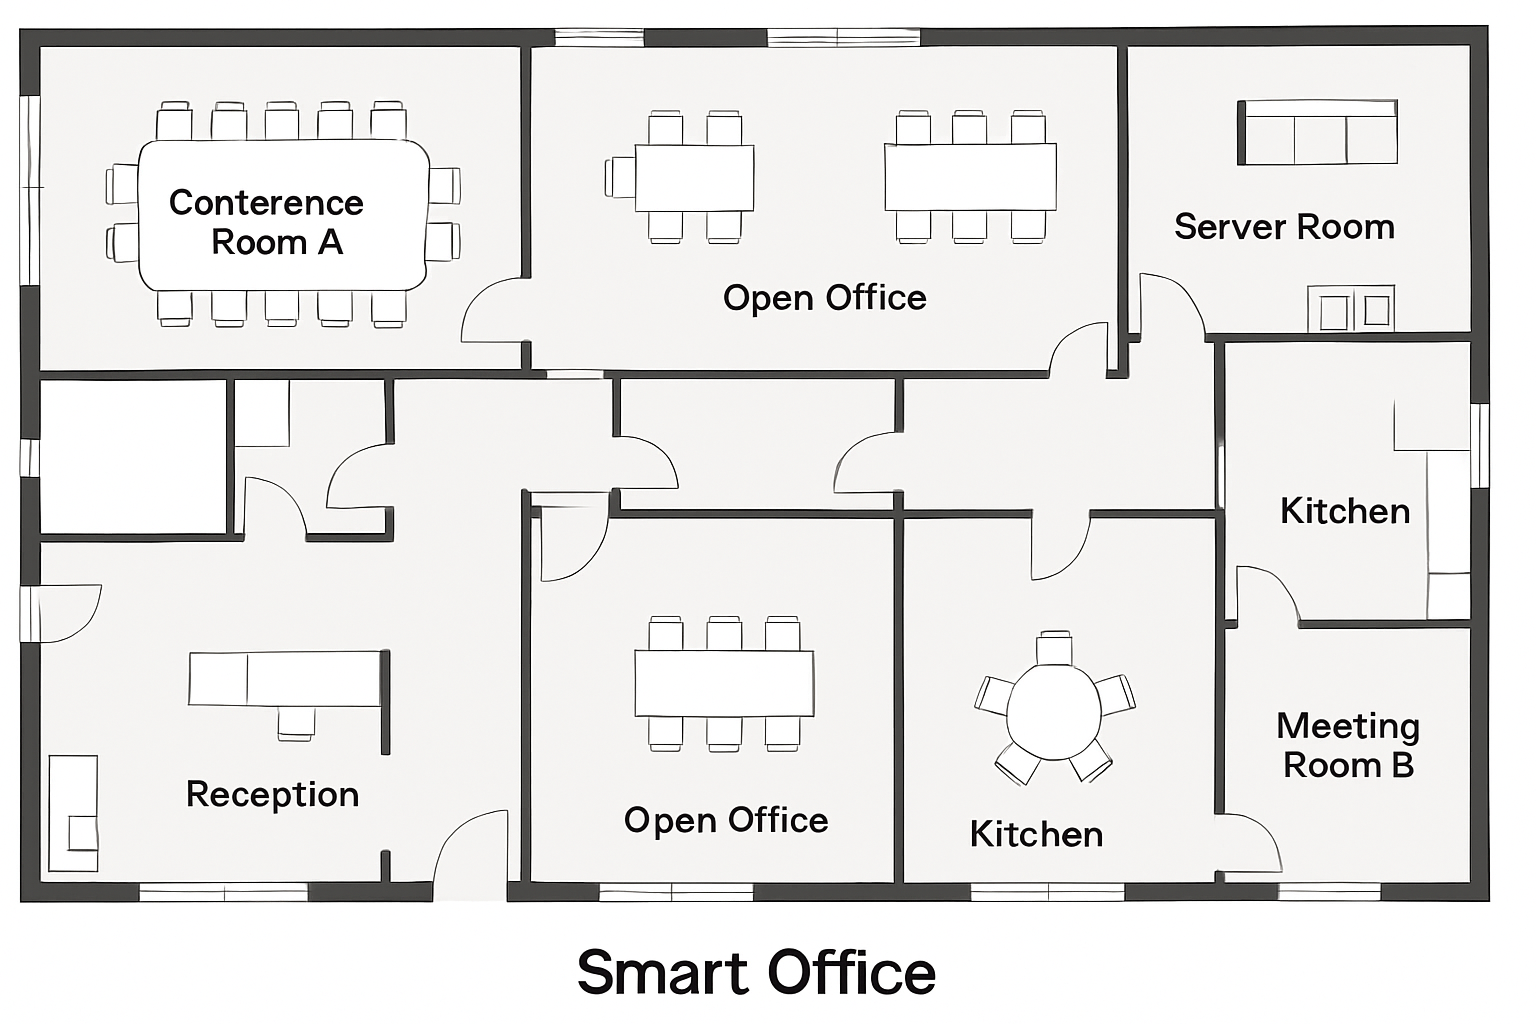 Conterence
Room A
Open Office
Server Room
Kitchen
Reception
Open Office
Kitchen
Meeting
Room B
Smart Office